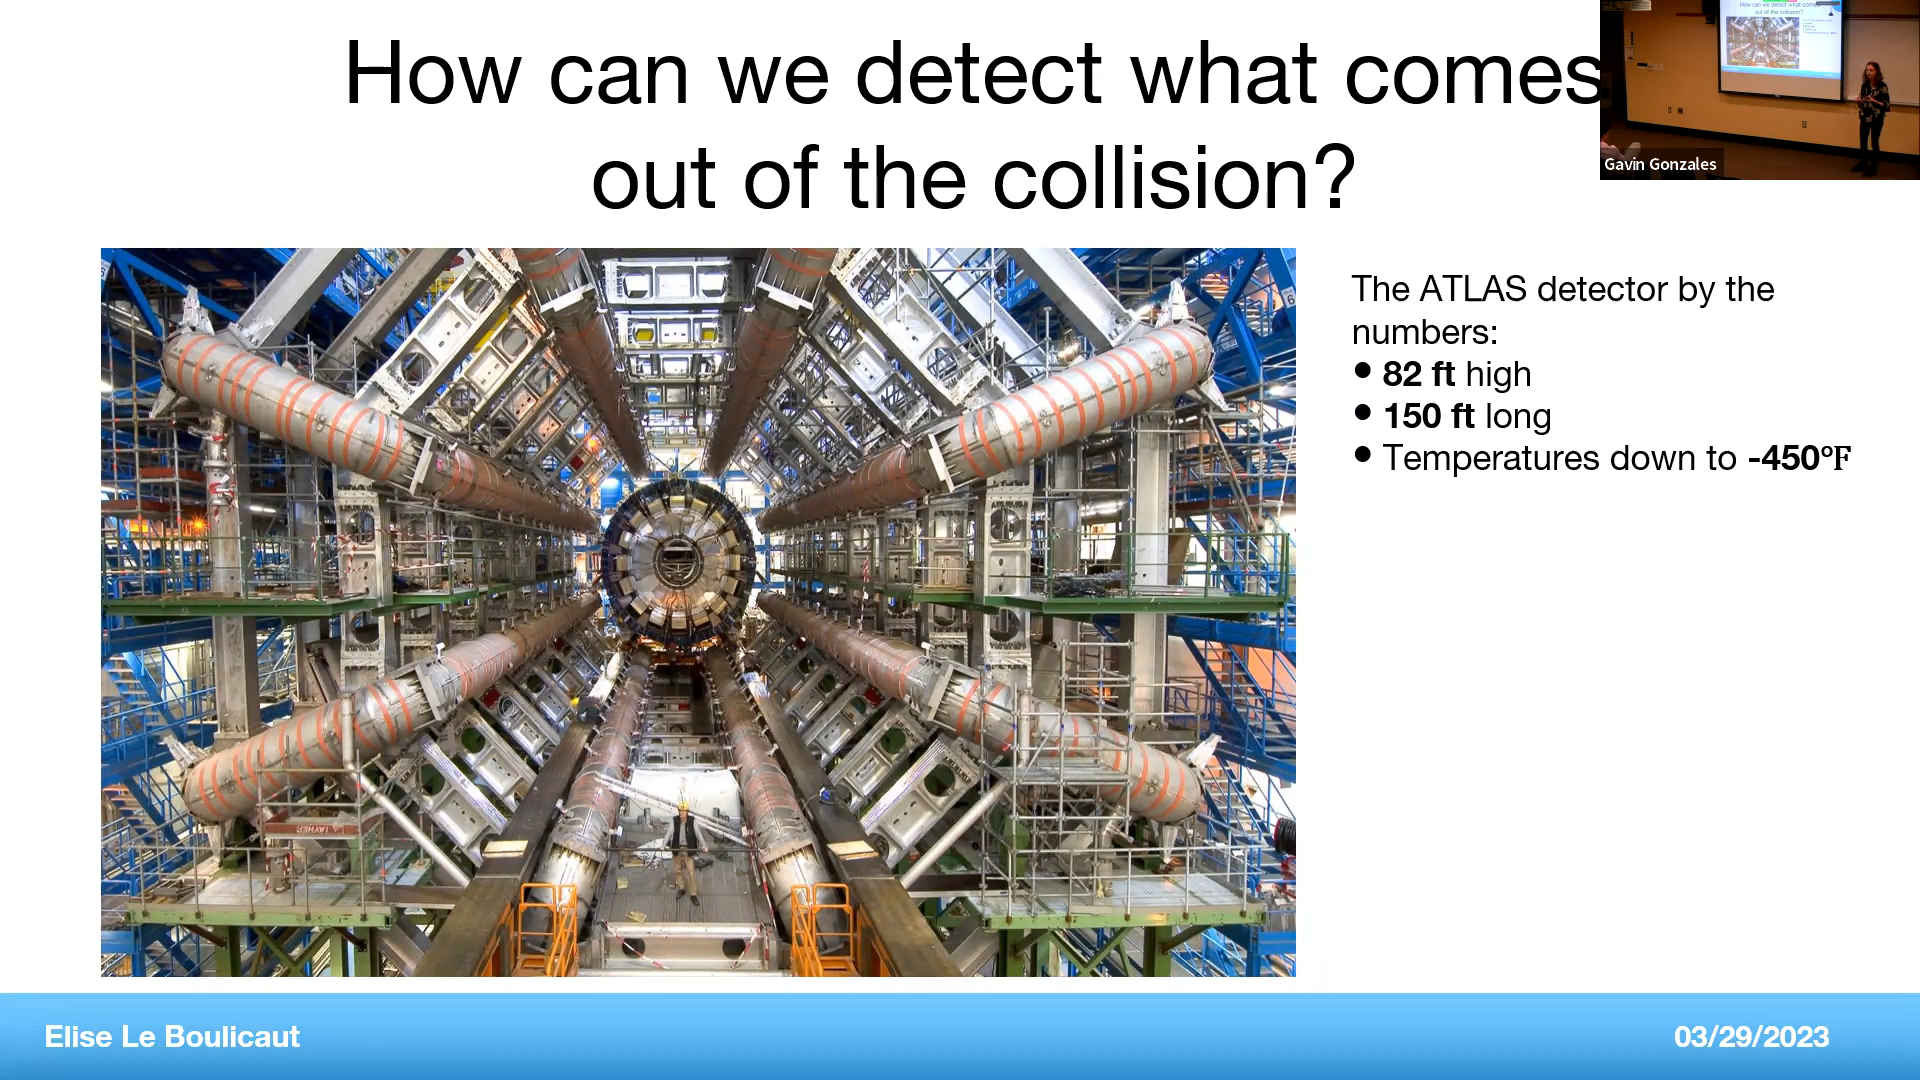 How can we detect what comes
out of the collision?
Gavin Gonzales
The ATLAS detector by the
numbers:
• 82 ft high
• 150 ft long
• Temperatures down to -450°F
Elise Le Boulicaut
03/29/2023